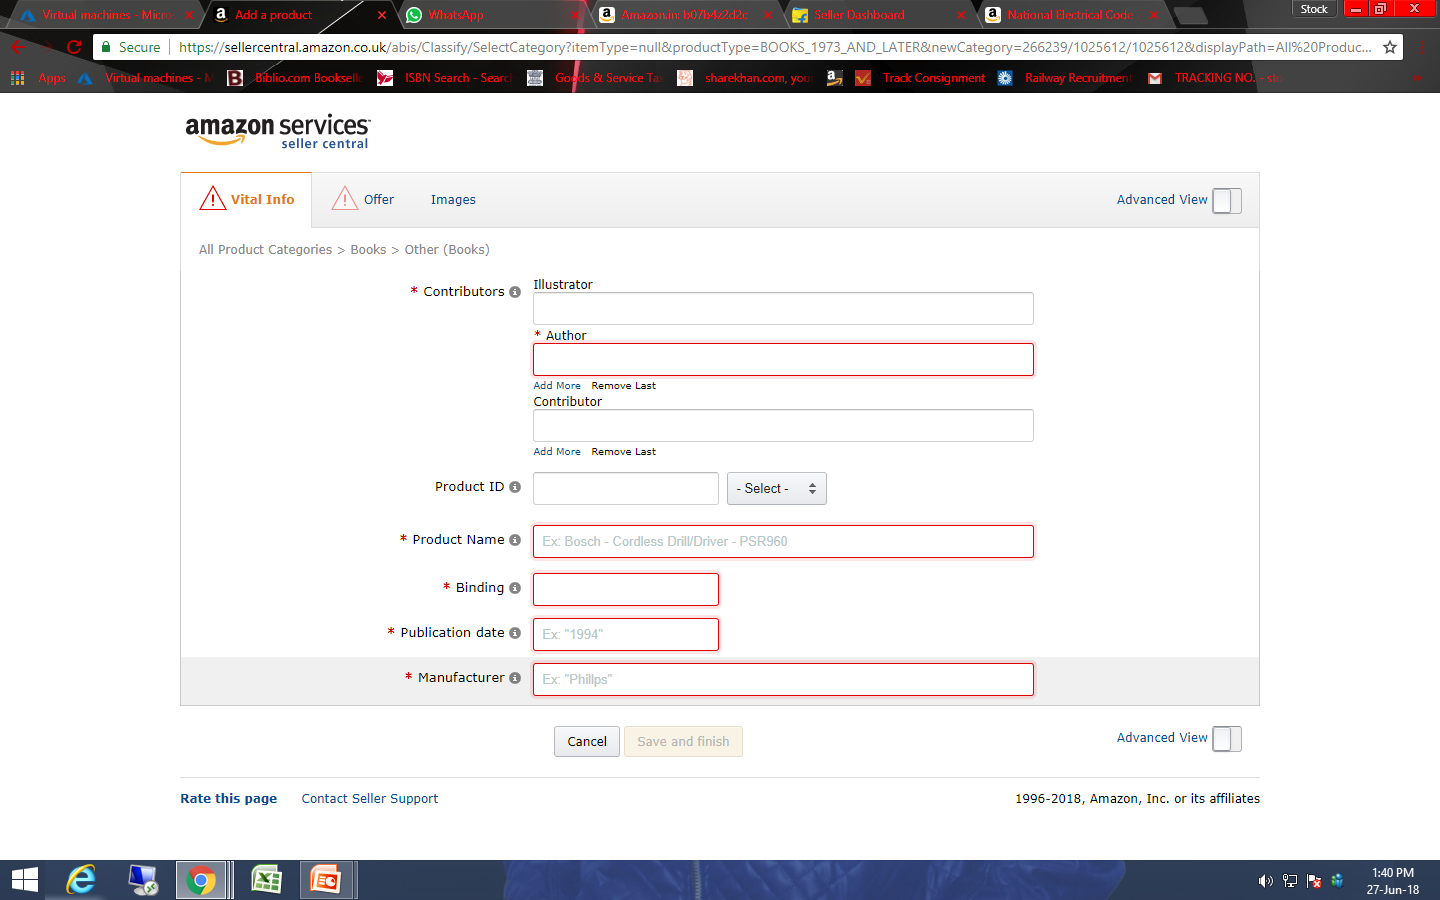 Virtual machines - Micros
Add a product
WhatsApp
Amazon.in: b07b4z2d2c
Seller Dashboard
National Electrical Code
Stock
Secure
https://sellercentral.amazon.co.uk/abis/Classify/SelectCategory?itemType=null&productType=BOOKS_1973_AND_LATER&newCategory=266239/1025612/1025612&displayPath=All%20Produc...
Apps
Virtual machines - M
Biblio.com Bookselle
ISBN Search - Search
Goods & Service Tax
sharekhan.com, your
Track Consignment
Railway Recruitment
TRACKING NO. - sh
amazon services
seller central
Vital Info
Offer
Images
Advanced View
All Product Categories > Books > Other (Books)
* Contributors
Illustrator
* Author
Add More Remove Last
Contributor
Add More Remove Last
Product ID
- Select -
* Product Name
Ex: Bosch - Cordless Drill/Driver - PSR960
* Binding
* Publication date
Ex: "1994"
* Manufacturer
Ex: "Philips"
Cancel
Save and finish
Advanced View
Rate this page
Contact Seller Support
1996-2018, Amazon, Inc. or its affiliates
1:40 PM
27-Jun-18